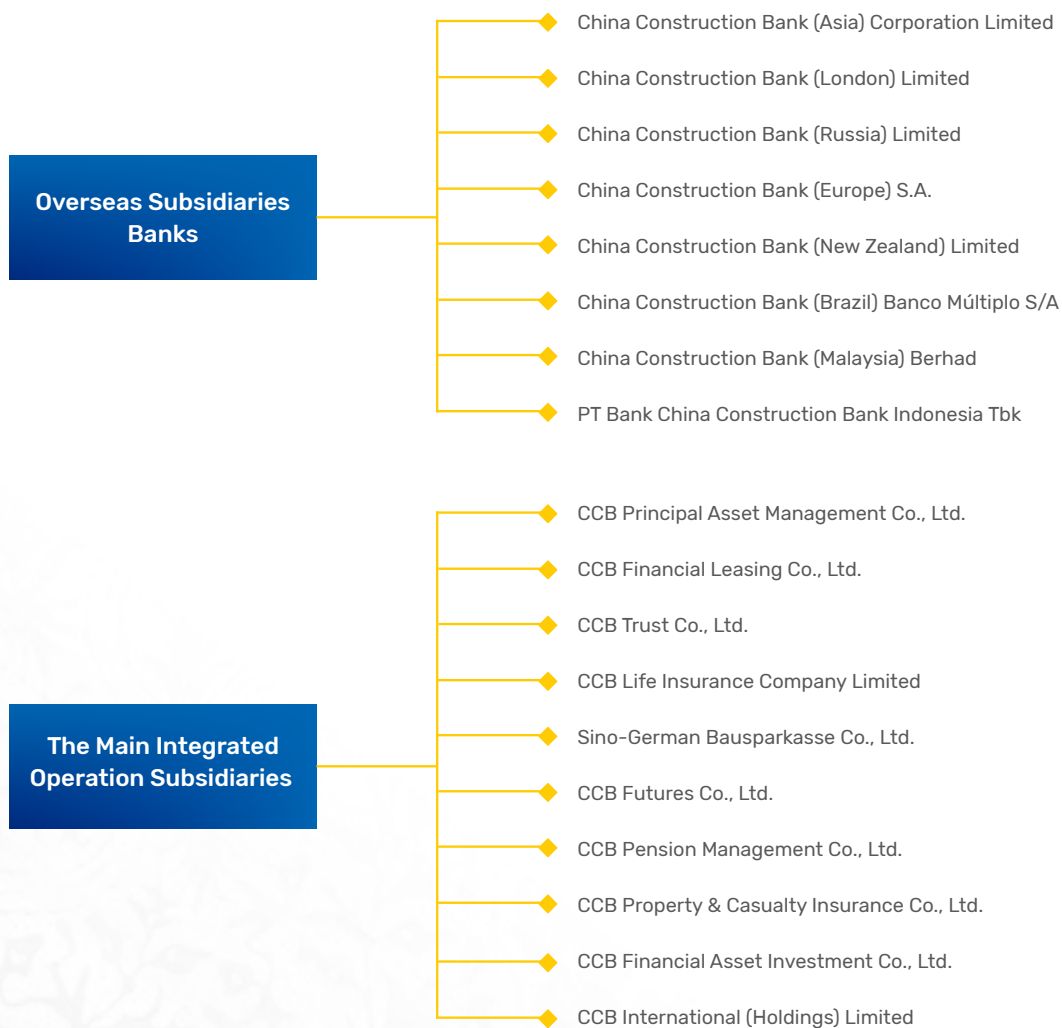 Overseas Subsidiaries
Banks
China Construction Bank (Asia) Corporation Limited
China Construction Bank (London) Limited
China Construction Bank (Russia) Limited
China Construction Bank (Europe) S.A.
China Construction Bank (New Zealand) Limited
China Construction Bank (Brazil) Banco Múltiplo S/A
China Construction Bank (Malaysia) Berhad
PT Bank China Construction Bank Indonesia Tbk
The Main Integrated
Operation Subsidiaries
CCB Principal Asset Management Co., Ltd.
CCB Financial Leasing Co., Ltd.
CCB Trust Co., Ltd.
CCB Life Insurance Company Limited
Sino-German Bausparkasse Co., Ltd.
CCB Futures Co., Ltd.
CCB Pension Management Co., Ltd.
CCB Property & Casualty Insurance Co., Ltd.
CCB Financial Asset Investment Co., Ltd.
CCB International (Holdings) Limited